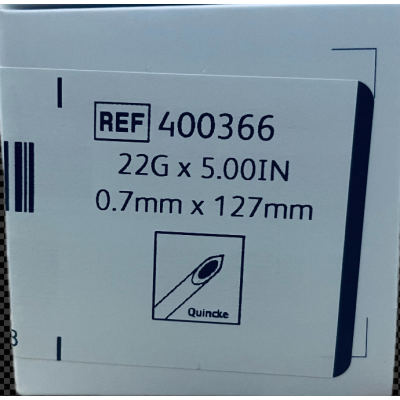 REF 400366
22G x 5.00IN
0.7mm x 127mm
Quincke